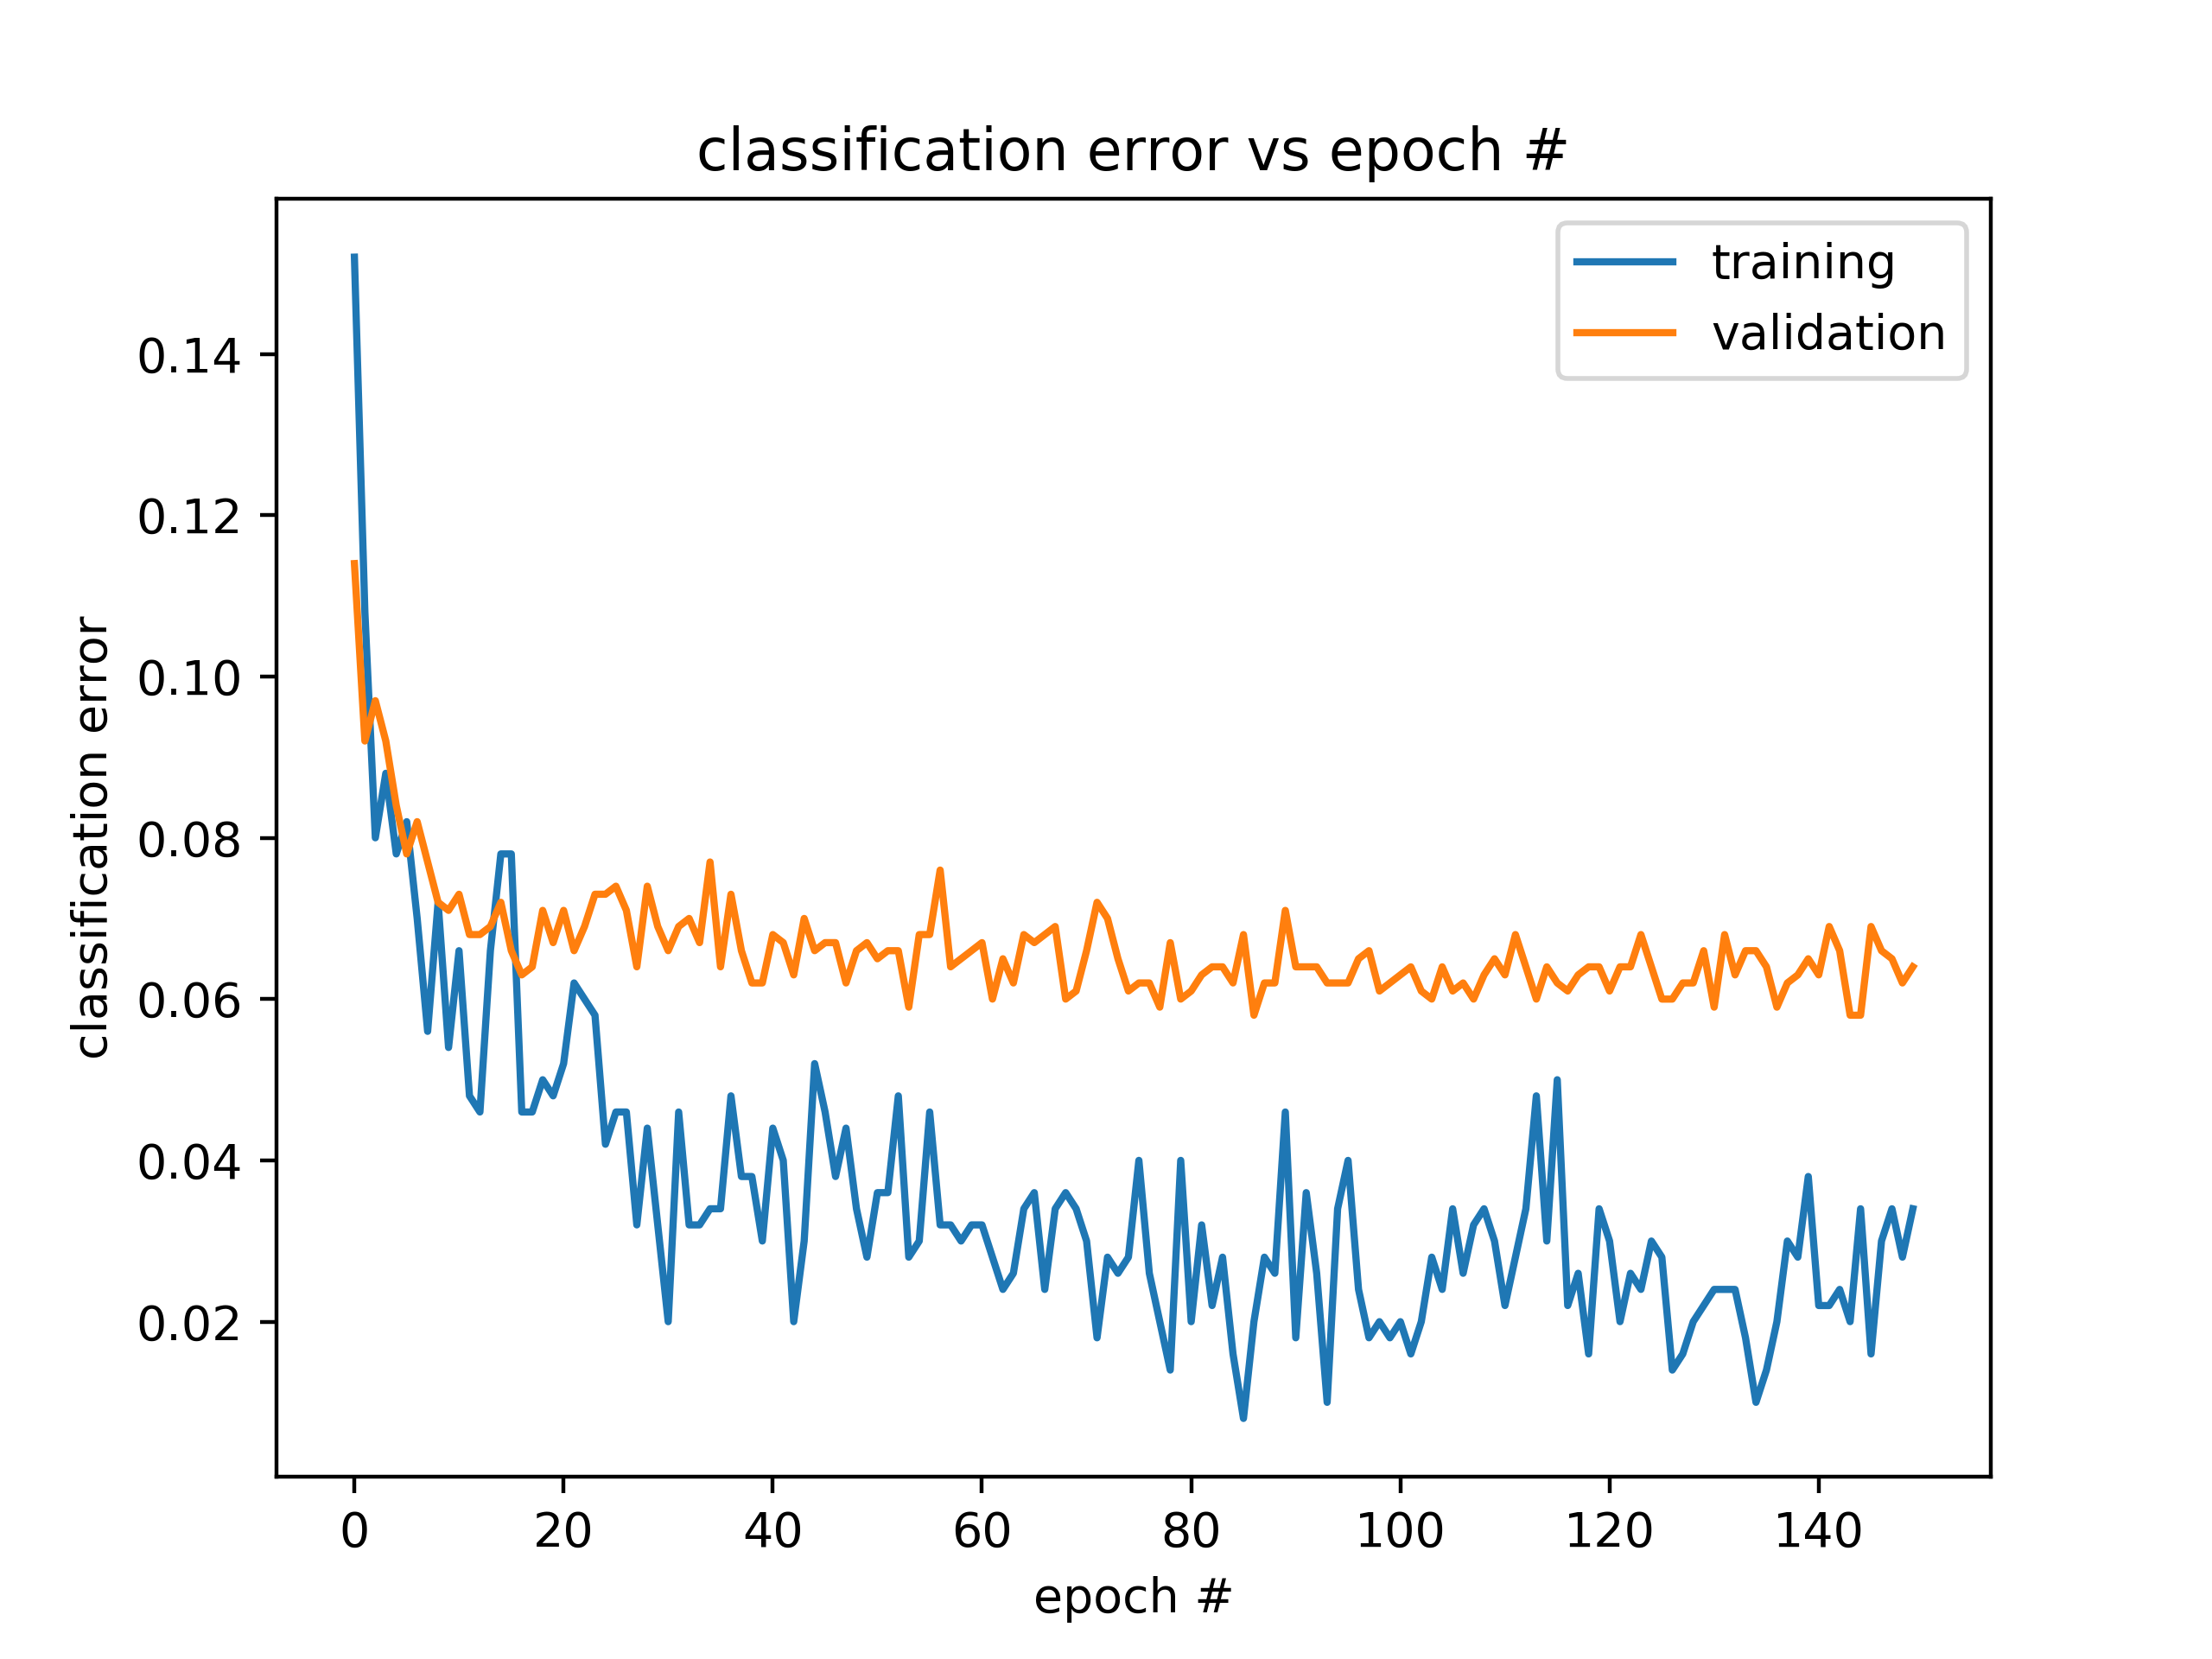 classification error vs epoch #
training
validation
classification error
0.14
0.12
0.10
0.08
0.06
0.04
0.02
0 20 40 60 80 100 120 140
epoch #